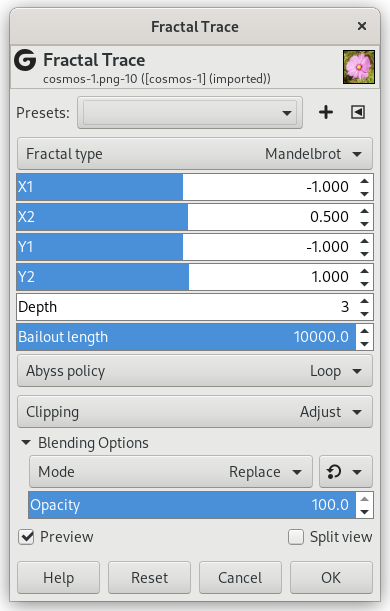 Fractal Trace
Fractal Trace
cosmos-1.png-10 ([cosmos-1] (imported))
Presets:
Fractal type Mandelbrot
X1 -1.000
X2 0.500
Y1 -1.000
Y2 1.000
Depth 3
Bailout length 10000.0
Abyss policy Loop
Clipping Adjust
Blending Options
Mode Replace
Opacity 100.0
Preview Split view
Help Reset Cancel OK